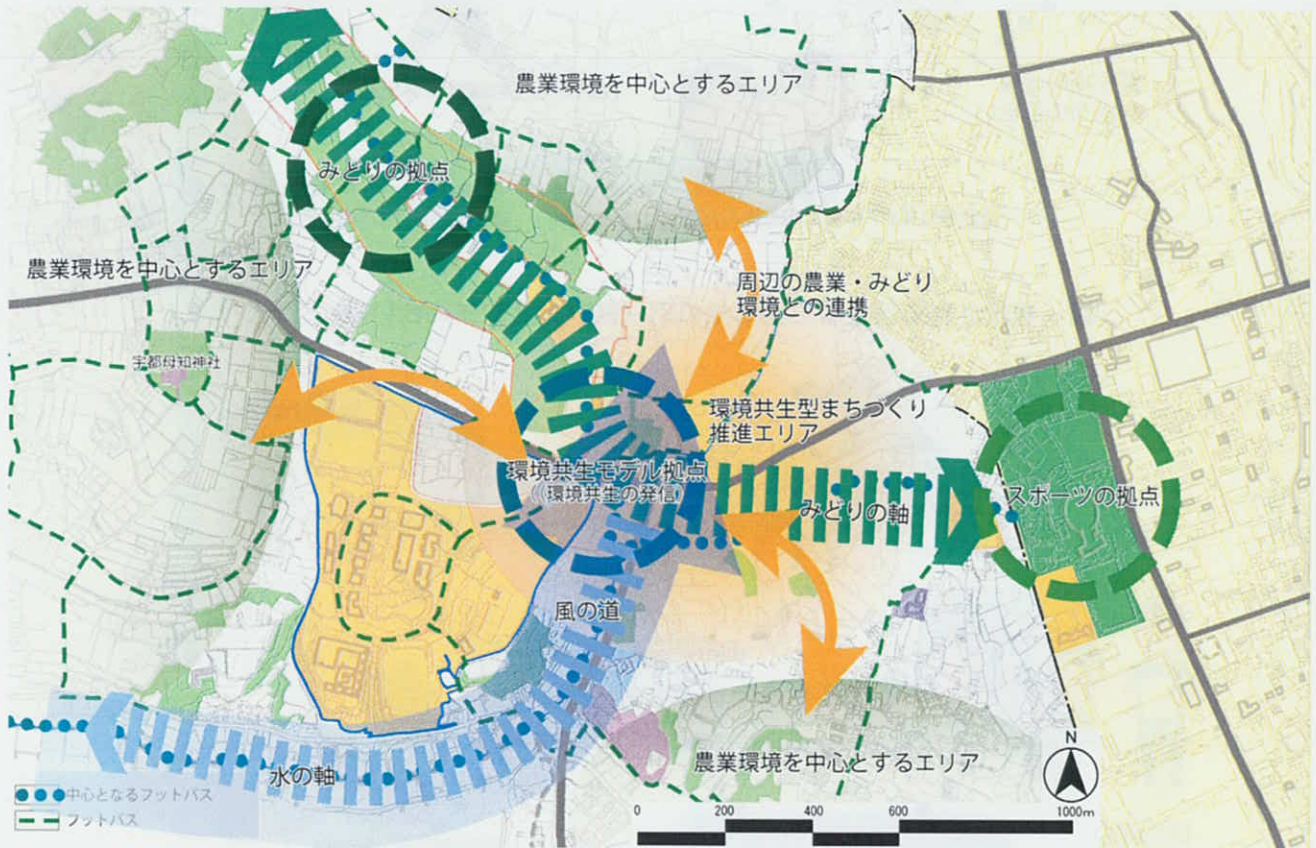 農業環境を中心とするエリア
みどりの拠点
農業環境を中心とするエリア
周辺の農業・みどり
環境との連携
宇都母知神社
環境共生型まちづくり
推進エリア
環境共生モデル拠点
(環境共生の発信)
みどりの軸
スポーツの拠点
風の道
水の軸
農業環境を中心とするエリア
中心となるフットパス
フットパス
N
0 200 400 600 1000m